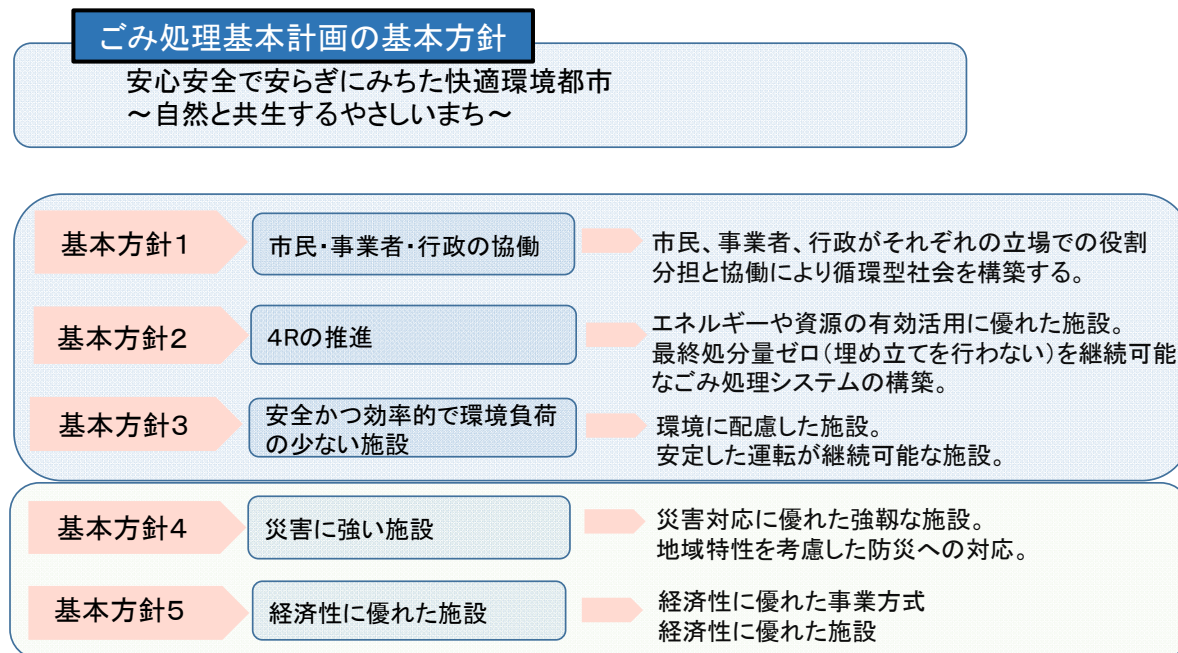 ごみ処理基本計画の基本方針
安心安全で安らぎにみちた快適環境都市
～自然と共生するやさしいまち～
基本方針1
市民・事業者・行政の協働
市民、事業者、行政がそれぞれの立場での役割
分担と協働により循環型社会を構築する。
基本方針2
4Rの推進
エネルギーや資源の有効活用に優れた施設。
最終処分量ゼロ(埋め立てを行わない)を継続可能
なごみ処理システムの構築。
基本方針3
安全かつ効率的で環境負荷
の少ない施設
環境に配慮した施設。
安定した運転が継続可能な施設。
基本方針4
災害に強い施設
災害対応に優れた強靱な施設。
地域特性を考慮した防災への対応。
基本方針5
経済性に優れた施設
経済性に優れた事業方式
経済性に優れた施設